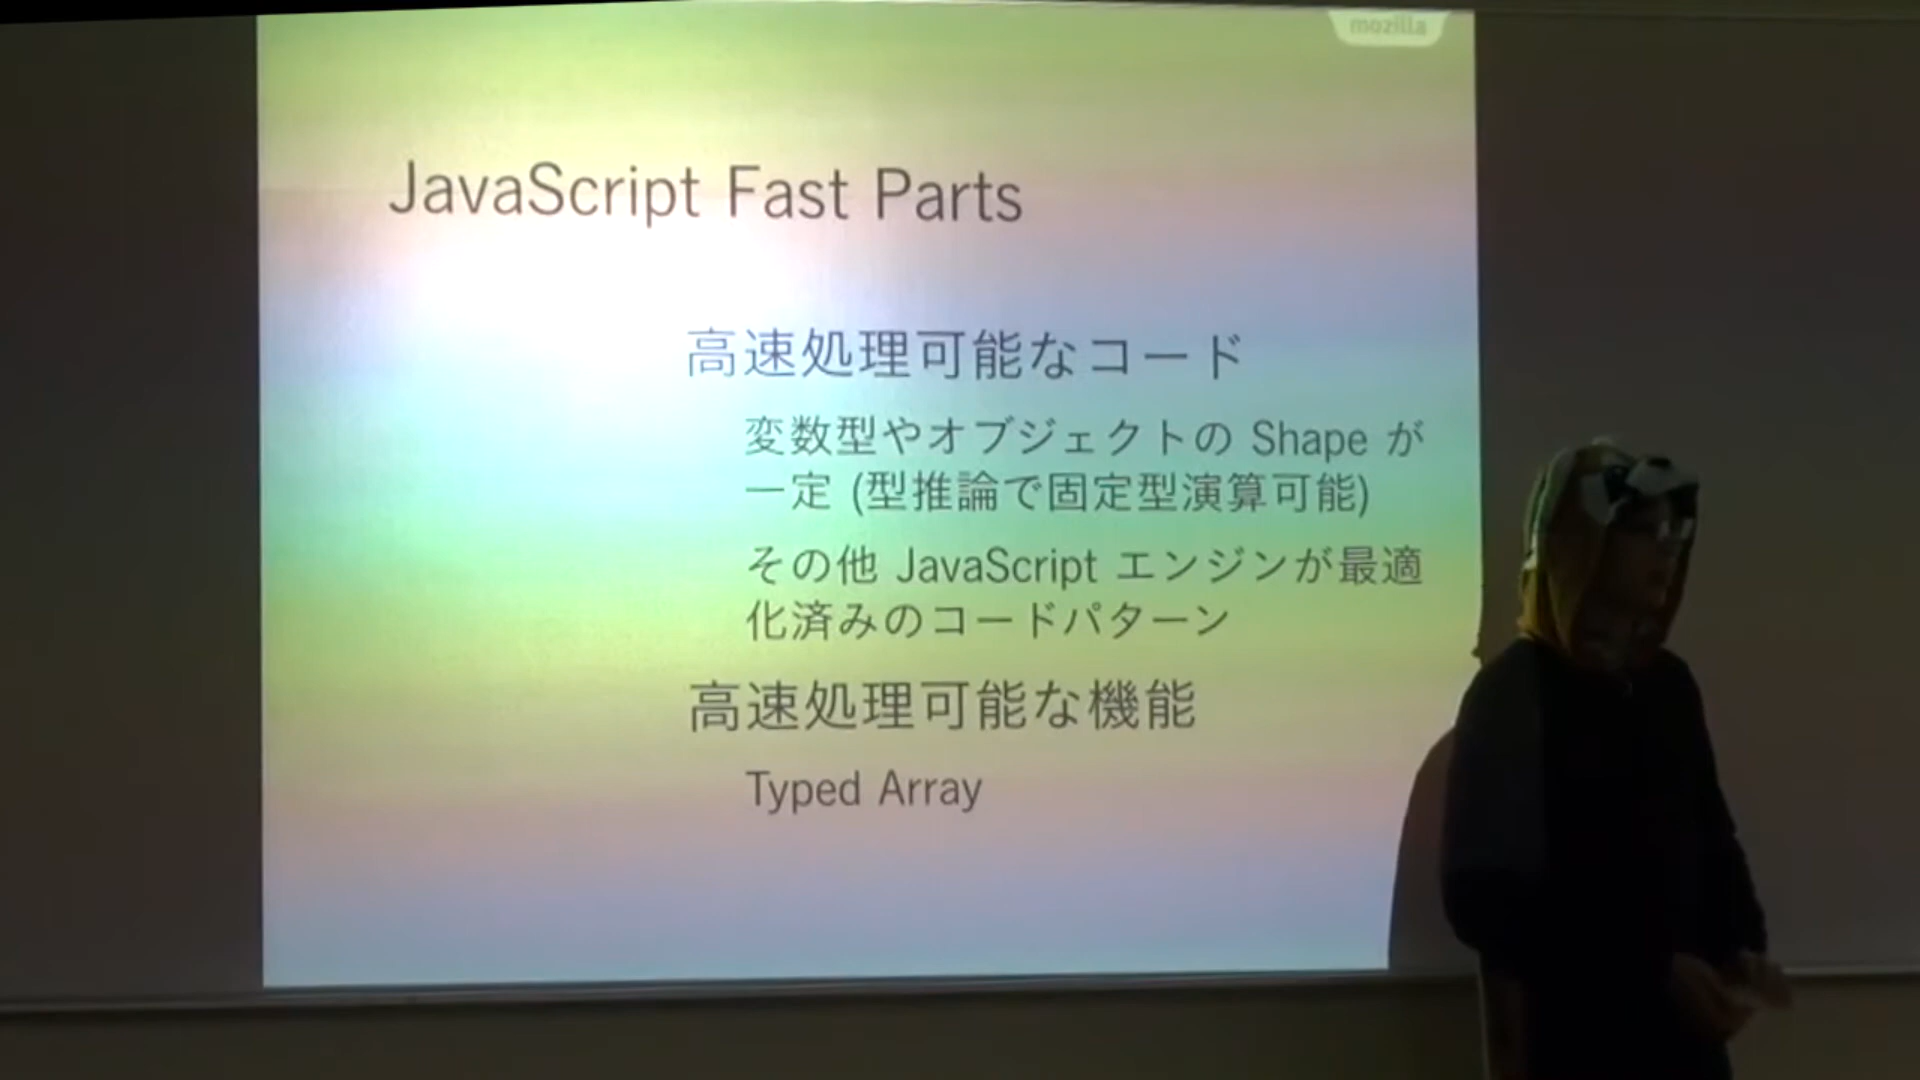 mozilla
JavaScript Fast Parts
高速処理可能なコード
変数型やオブジェクトの Shape が
一定 (型推論で固定型演算可能)
その他 JavaScript エンジンが最適
化済みのコードパターン
高速処理可能な機能
Typed Array